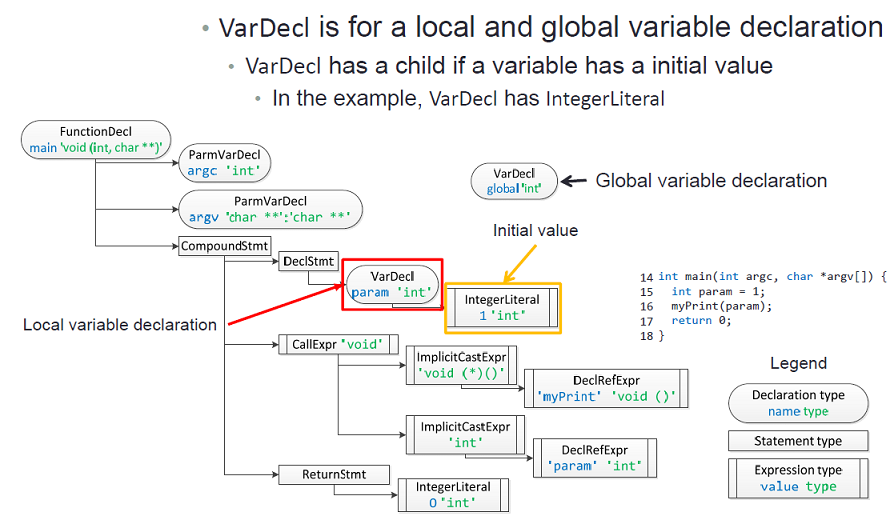 • VarDecl is for a local and global variable declaration
• VarDecl has a child if a variable has a initial value
• In the example, VarDecl has IntegerLiteral
FunctionDecl
main 'void (int, char **)'
ParmVarDecl
argc 'int'
ParmVarDecl
argv 'char **':'char **'
CompoundStmt
DeclStmt
VarDecl
param 'int'
IntegerLiteral
1 'int'
VarDecl
global 'int'
Global variable declaration
Initial value
Local variable declaration
CallExpr 'void'
ImplicitCastExpr
'void (*)()'
DeclRefExpr
'myPrint' 'void ()'
ImplicitCastExpr
'int'
DeclRefExpr
'param' 'int'
ReturnStmt
IntegerLiteral
0 'int'
14 int main(int argc, char *argv[]) {
15 int param = 1;
16 myPrint(param);
17 return 0;
18 }
Legend
Declaration type
name type
Statement type
Expression type
value type